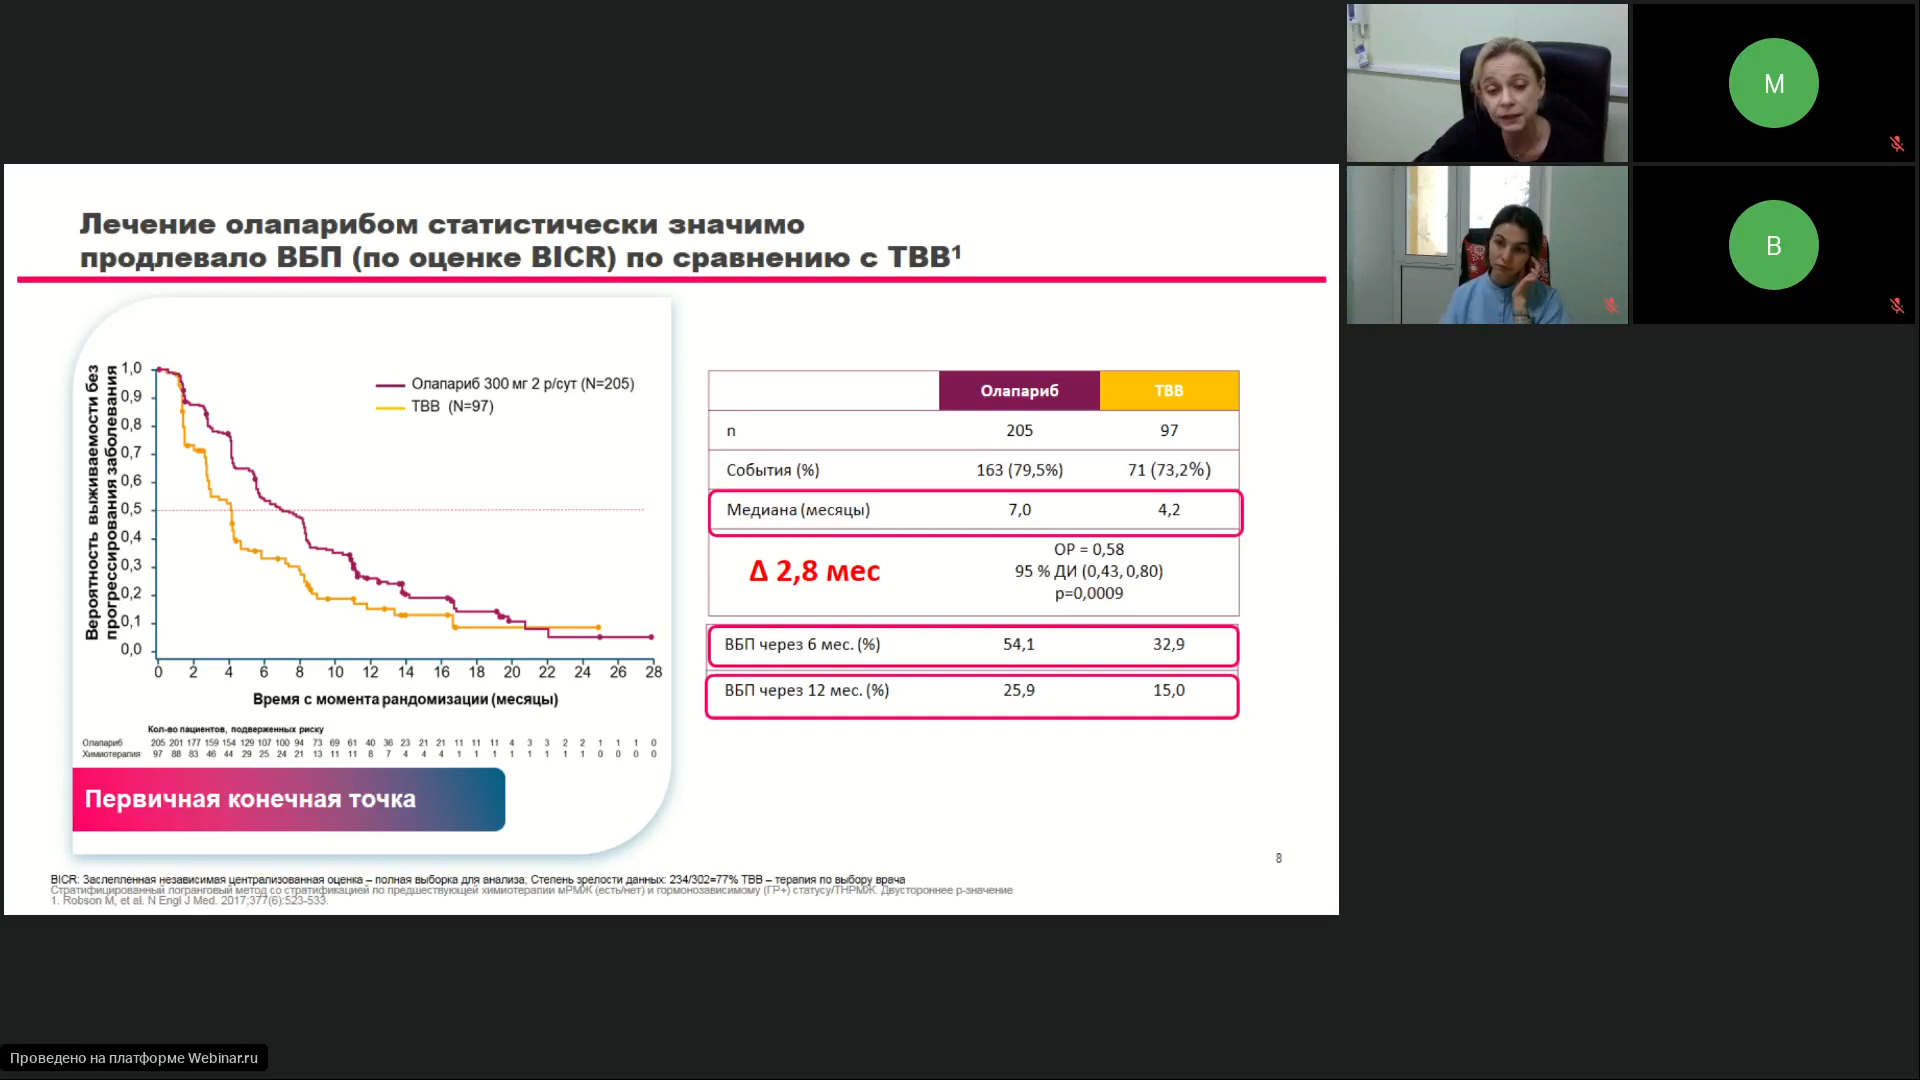 Лечение олапарибом статистически значимо
продлевало ВБП (по оценке BICR) по сравнению с ТВВ¹
Вероятность выживаемости без
прогрессирования заболевания
1,0
0,9
0,8
0,7
0,6
0,5
0,4
0,3
0,2
0,1
0,0
Олапариб 300 мг 2 р/сут (N=205)
ТВВ (N=97)
0 2 4 6 8 10 12 14 16 18 20 22 24 26 28
Время с момента рандомизации (месяцы)
Кол-во пациентов, подверженных риску
Олапариб 205 201 177 159 154 129 107 100 94 73 69 61 40 36 23 21 21 11 11 11 4 3 3 2 2 1 1 1 0
Химиотерапия 97 88 83 46 44 29 25 24 21 13 11 11 8 7 4 4 4 1 1 1 1 1 1 1 1 0 0 0 0
Первичная конечная точка
Олапариб ТВВ
n 205 97
События (%) 163 (79,5%) 71 (73,2%)
Медиана (месяцы) 7,0 4,2
Δ 2,8 мес
ОР = 0,58
95 % ДИ (0,43, 0,80)
p=0,0009
ВБП через 6 мес. (%) 54,1 32,9
ВБП через 12 мес. (%) 25,9 15,0
8
BICR: Заслепленная независимая централизованная оценка – полная выборка для анализа; Степень зрелости данных: 234/302=77% ТВВ – терапия по выбору врача
Стратифицированный логранговый метод со стратификацией по предшествующей химиотерапии мРМЖ (есть/нет) и гормонозависимому (ГР+) статусу/ТНРМЖ. Двустороннее p-значение
1. Robson M, et al. N Engl J Med. 2017;377(6):523-533.
M
B
Проведено на платформе Webinar.ru